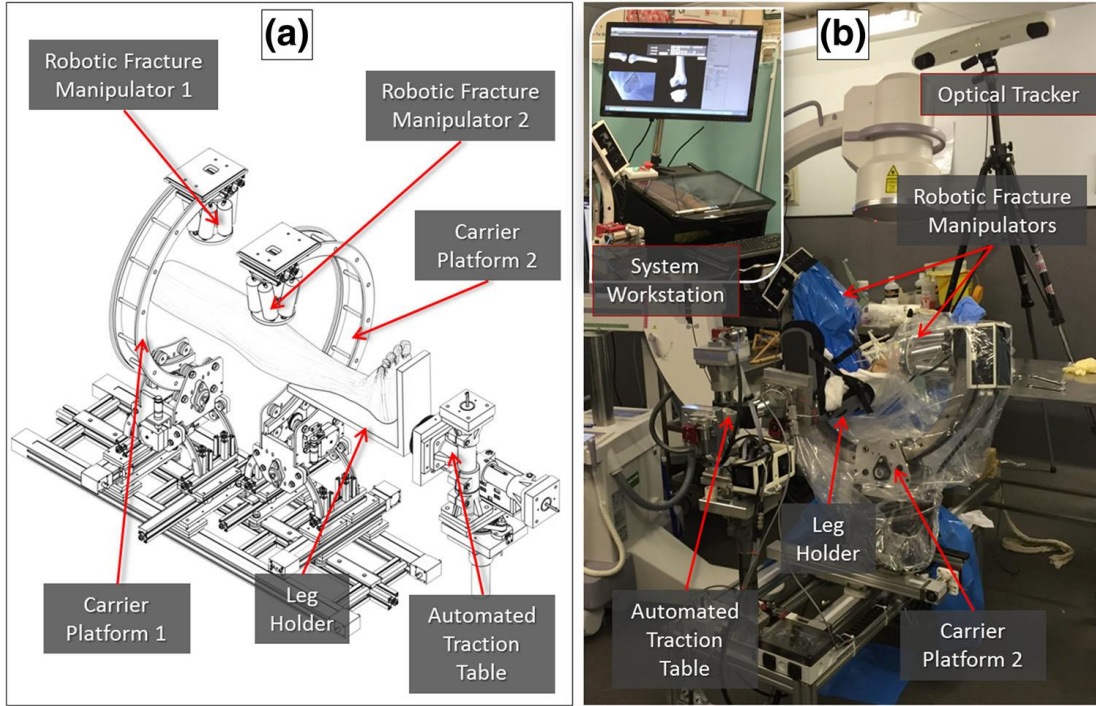 (a)
Robotic Fracture
Manipulator 1
Robotic Fracture
Manipulator 2
Carrier
Platform 2
Carrier
Platform 1
Leg
Holder
Automated
Traction
Table
(b)
Optical Tracker
Robotic Fracture
Manipulators
System
Workstation
Leg
Holder
Automated
Traction
Table
Carrier
Platform 2